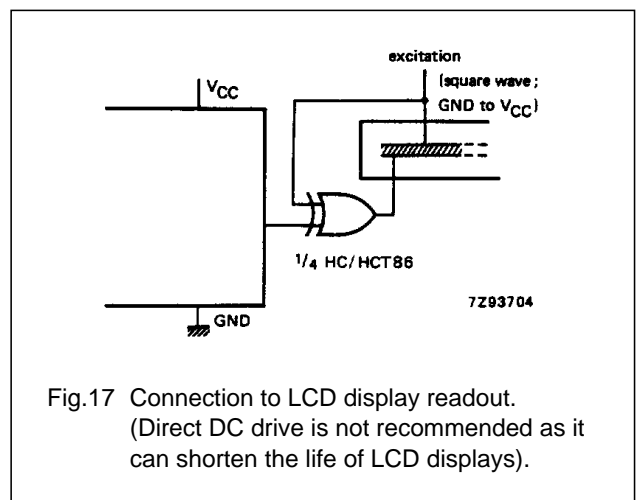 excitation
(square wave;
GND to VCC)
VCC
1/4 HC/HCT86
7Z93704
GND
Fig.17 Connection to LCD display readout.
(Direct DC drive is not recommended as it
can shorten the life of LCD displays).